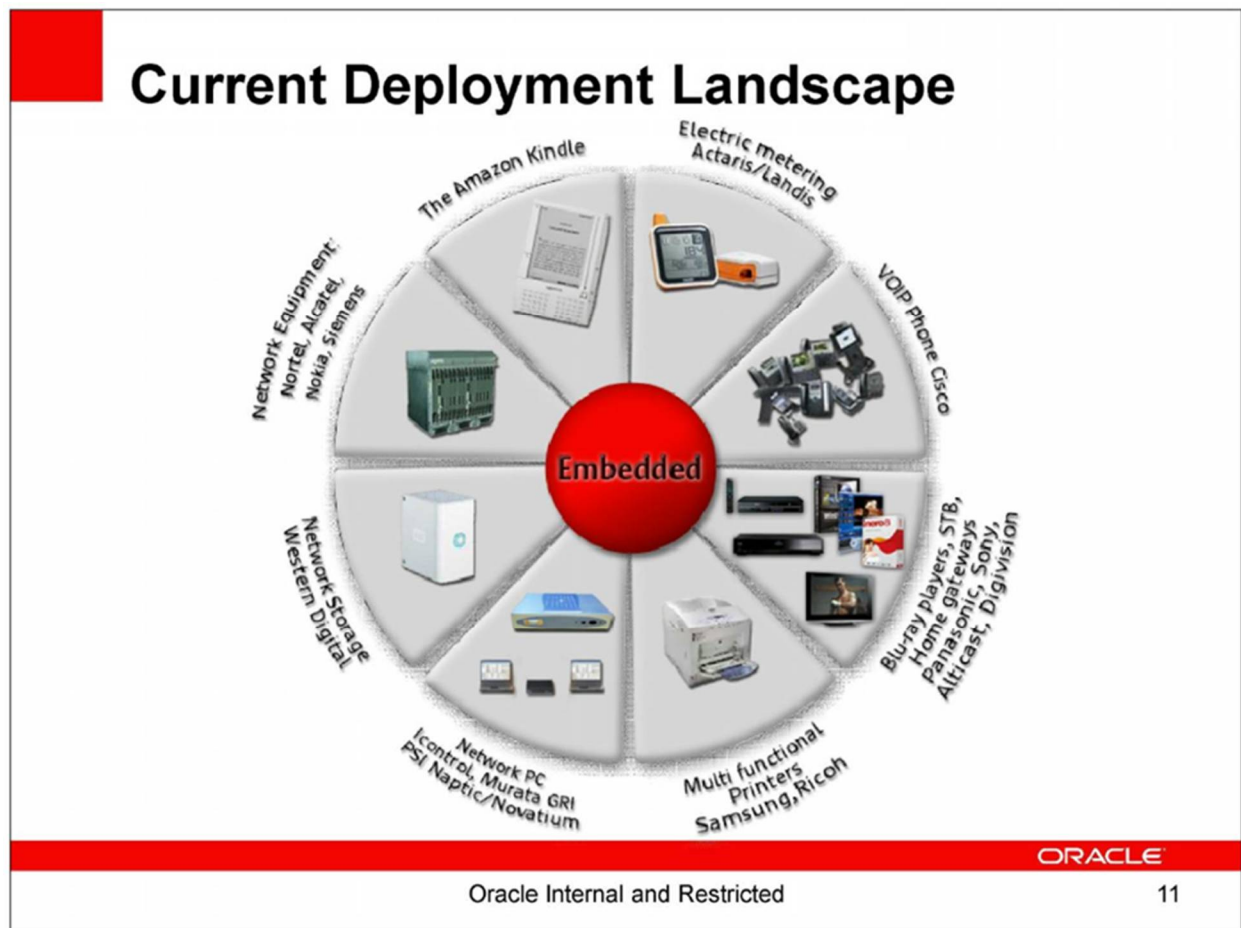 Current Deployment Landscape
The Amazon Kindle
Electric metering
Actaris/Landis
VOIP Phone Cisco
Blu-ray players, STB,
Home gateways
Panasonic, Sony,
Alticast, Digivision
Multi functional
Printers
Samsung,Ricoh
Network PC
Icontrol, Murata GRI
PSI Naptic/Novatium
Network Storage
Western Digital
Network Equipment:
Nortel, Alcatel,
Nokia, Siemens
Embedded
nero8
ORACLE
Oracle Internal and Restricted
11